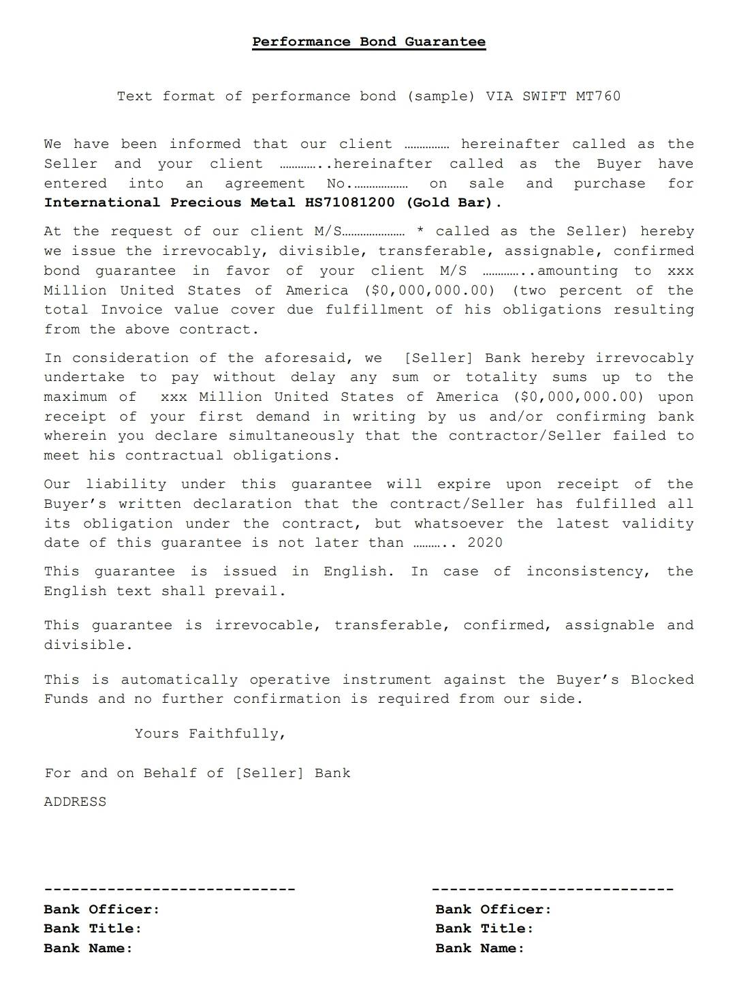 Performance Bond Guarantee
Text format of performance bond (sample) VIA SWIFT MT760
We have been informed that our client …………… hereinafter called as the
Seller and your client …………..hereinafter called as the Buyer have
entered into an agreement No.……………… on sale and purchase for
International Precious Metal HS71081200 (Gold Bar).
At the request of our client M/S………………… * called as the Seller) hereby
we issue the irrevocably, divisible, transferable, assignable, confirmed
bond guarantee in favor of your client M/S …………..amounting to xxx
Million United States of America ($0,000,000.00) (two percent of the
total Invoice value cover due fulfillment of his obligations resulting
from the above contract.
In consideration of the aforesaid, we [Seller] Bank hereby irrevocably
undertake to pay without delay any sum or totality sums up to the
maximum of xxx Million United States of America ($0,000,000.00) upon
receipt of your first demand in writing by us and/or confirming bank
wherein you declare simultaneously that the contractor/Seller failed to
meet his contractual obligations.
Our liability under this guarantee will expire upon receipt of the
Buyer’s written declaration that the contract/Seller has fulfilled all
its obligation under the contract, but whatsoever the latest validity
date of this guarantee is not later than ……….. 2020
This guarantee is issued in English. In case of inconsistency, the
English text shall prevail.
This guarantee is irrevocable, transferable, confirmed, assignable and
divisible.
This is automatically operative instrument against the Buyer’s Blocked
Funds and no further confirmation is required from our side.
Yours Faithfully,
For and on Behalf of [Seller] Bank
ADDRESS
---------------------------- ---------------------------
Bank Officer: Bank Officer:
Bank Title: Bank Title:
Bank Name: Bank Name: